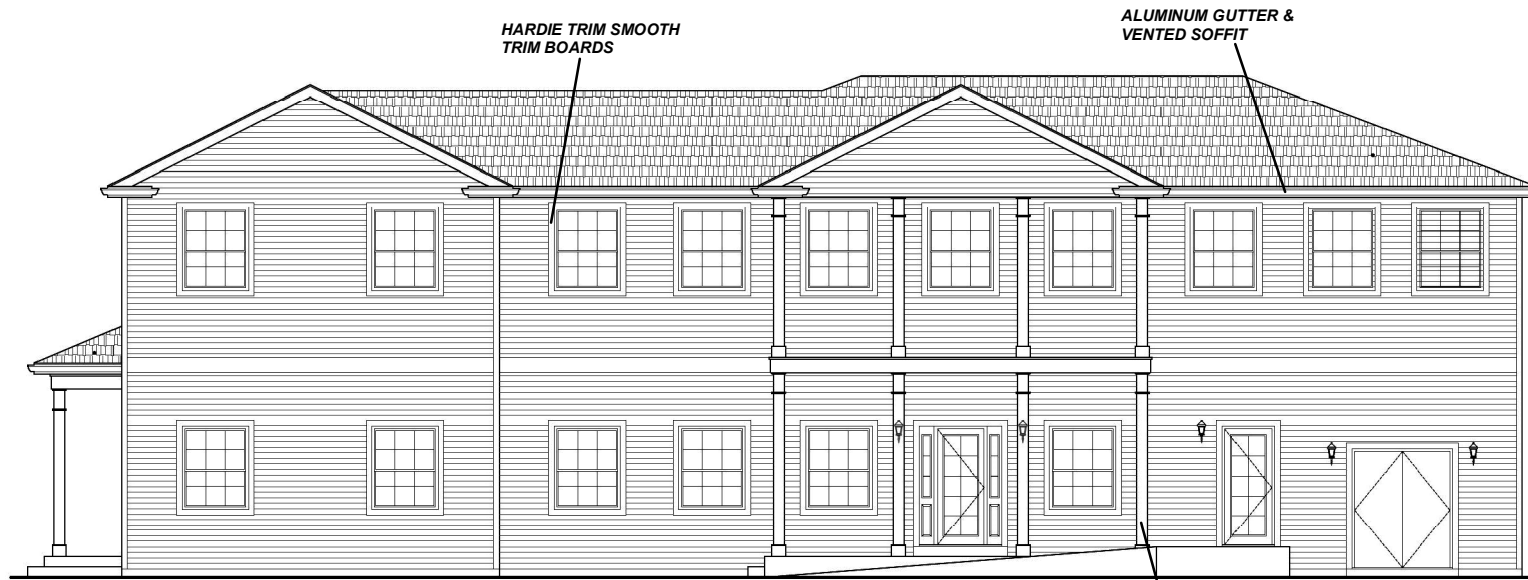 HARDIE TRIM SMOOTH
TRIM BOARDS
ALUMINUM GUTTER &
VENTED SOFFIT